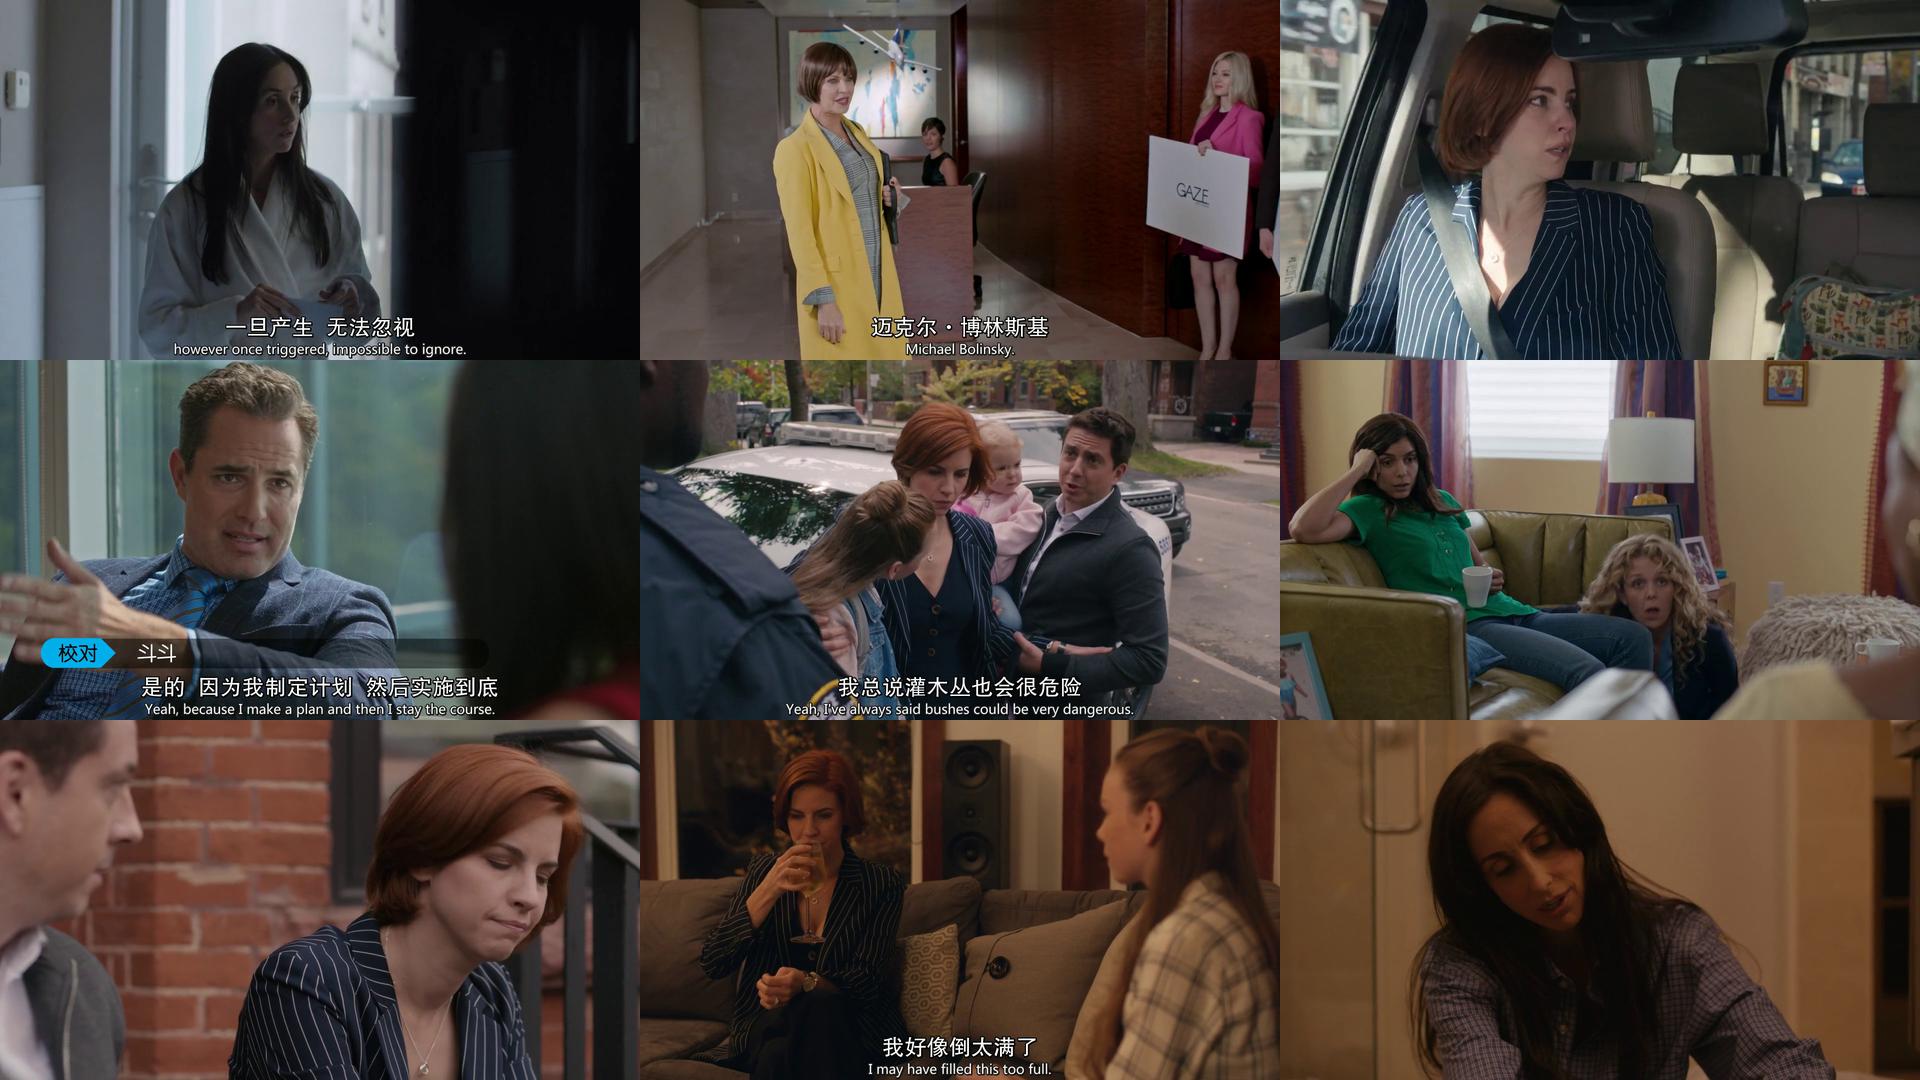 一旦产生 无法忽视
however once triggered, impossible to ignore.
GAZE
迈克尔·博林斯基
Michael Bolinsky.
校对 斗斗
是的 因为我制定计划 然后实施到底
Yeah, because I make a plan and then I stay the course.
我总说灌木丛也会很危险
Yeah, I've always said bushes could be very dangerous.
我好像倒太满了
I may have filled this too full.